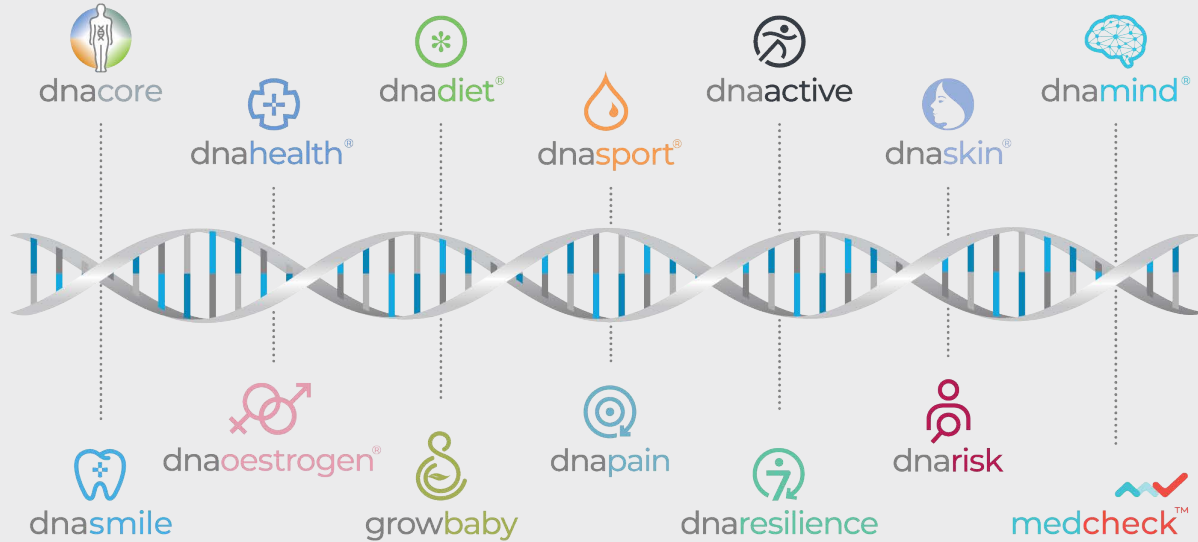 dnacore
dnahealth®
dnadiet®
dnasport®
dnaactive
dnaskin®
dnamind®
dnasmile
dnaoestrogen®
growbaby
dnapain
dnaresilience
dnarisk
medcheck™